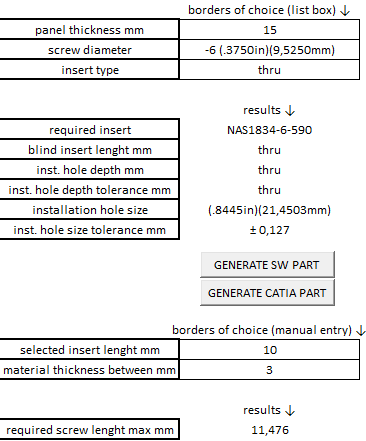 borders of choice (list box) ↓
panel thickness mm 15
screw diameter -6 (.3750in)(9,5250mm)
insert type thru
results ↓
required insert NAS1834-6-590
blind insert lenght mm thru
inst. hole depth mm thru
inst. hole depth tolerance mm thru
installation hole size (.8445in)(21,4503mm)
inst. hole size tolerance mm ± 0,127
GENERATE SW PART
GENERATE CATIA PART
borders of choice (manual entry) ↓
selected insert lenght mm 10
material thickness between mm 3
results ↓
required screw lenght max mm 11,476